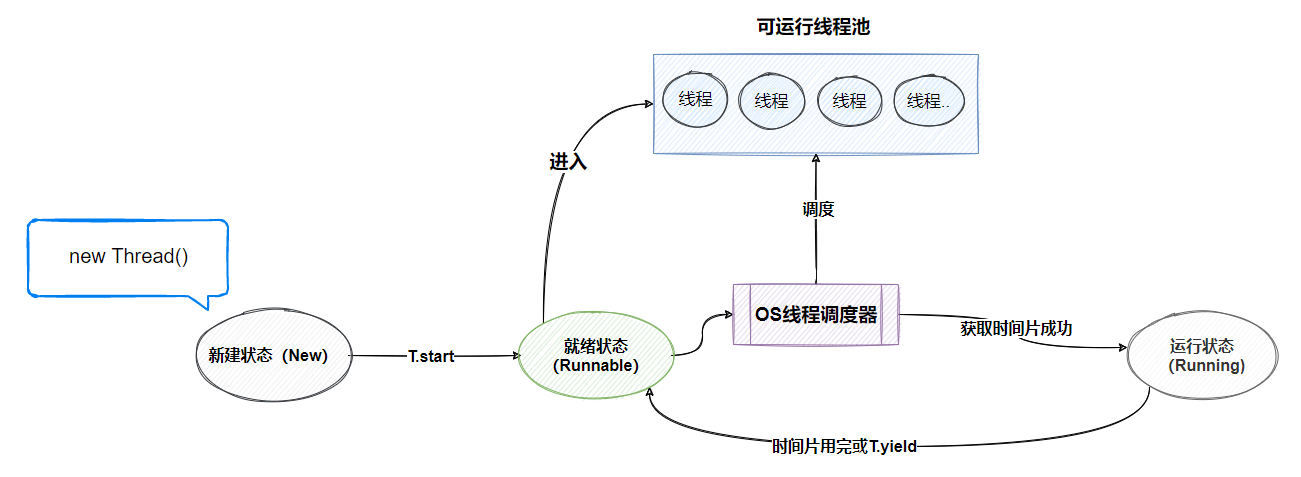 可运行线程池
线程
线程
线程
线程..
进入
调度
new Thread()
OS线程调度器
获取时间片成功
新建状态（New）
T.start
就绪状态
（Runnable）
运行状态
（Running）
时间片用完或T.yield